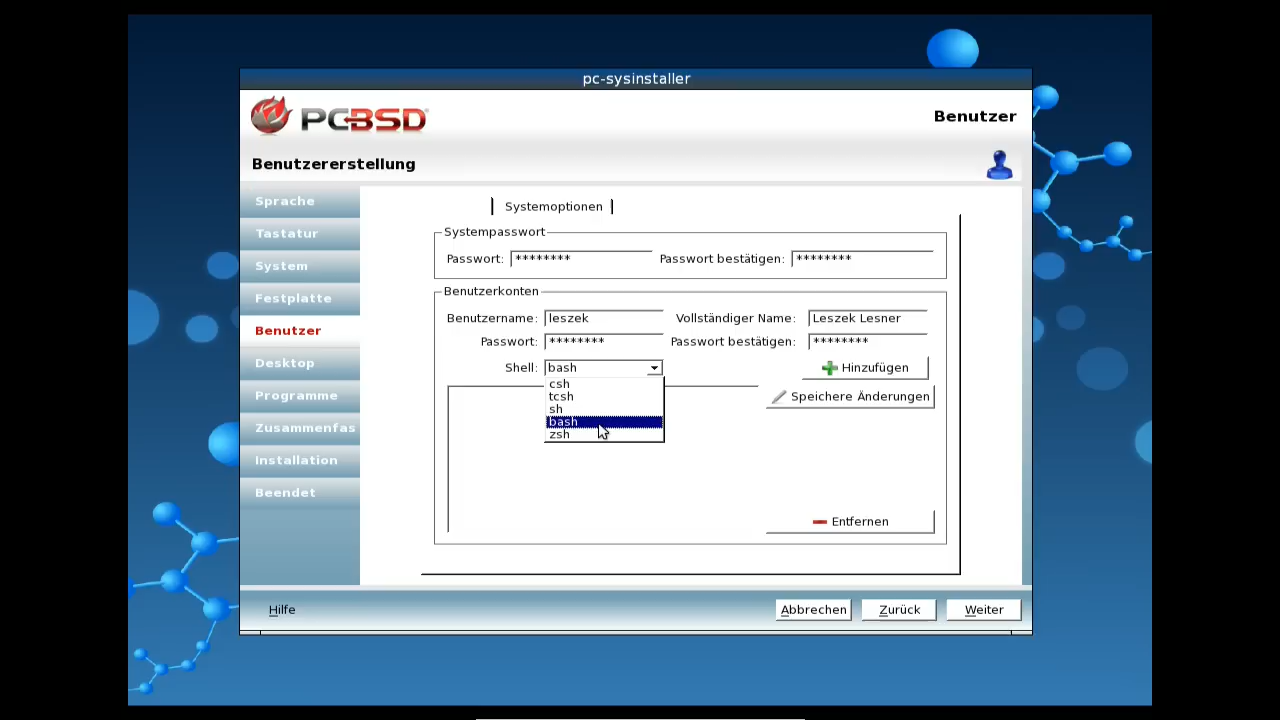 pc-sysinstaller
PCBSD
Benutzer
Benutzererstellung
Sprache
Tastatur
System
Festplatte
Benutzer
Desktop
Programme
Zusammenfas
Installation
Beendet
Systemoptionen
Systempasswort
Passwort: ******** Passwort bestätigen: ********
Benutzerkonten
Benutzername: leszek Vollständiger Name: Leszek Lesner
Passwort: ******** Passwort bestätigen: ********
Shell: bash Hinzufügen
csh
tcsh
sh
bash
zsh
Speichere Änderungen
Entfernen
Hilfe Abbrechen Zurück Weiter